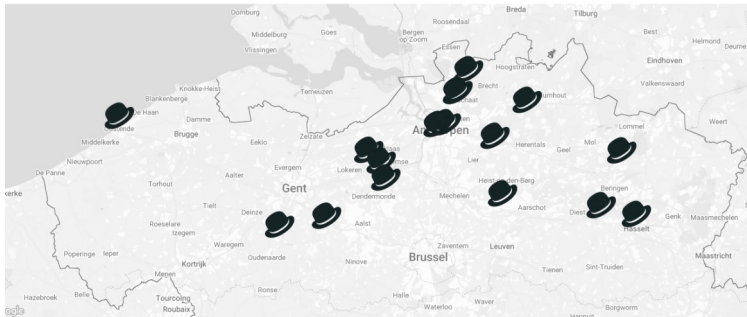 Domburg
Middelburg
Vlissingen
Goes
Bergen
op Zoom
Roosendaal
Breda
Tilburg
Best
Helmond
Deurne
Eindhoven
Essen
Hoogstraten
Valkenswaard
Knokke-Heist
Blankenberge
De Haan
Terneuzen
Brecht
Middelkerke
Brugge
Damme
Zelzate
Eeklo
Lommel
Weert
Nieuwpoort
De Panne
Aalter
Evergem
Lokeren
Lier
Herentals
Geel
Mol
Torhout
Gent
Dendermonde
Mechelen
Heist-op-den-Berg
Beringen
Tielt
Deinze
Aalst
Aarschot
Diest
Genk
Maasmechelen
Roeselare
Izegem
Hasselt
Waregem
Oudenaarde
Ninove
Brussel
Zaventem
Leuven
Maastricht
Poperinge
Ieper
Kortrijk
Tienen
Sint-Truiden
Menen
Hazebroek
Belle
Tourcoing
Roubaix
Ronse
Halle
Waterloo
Waver
Borgworm